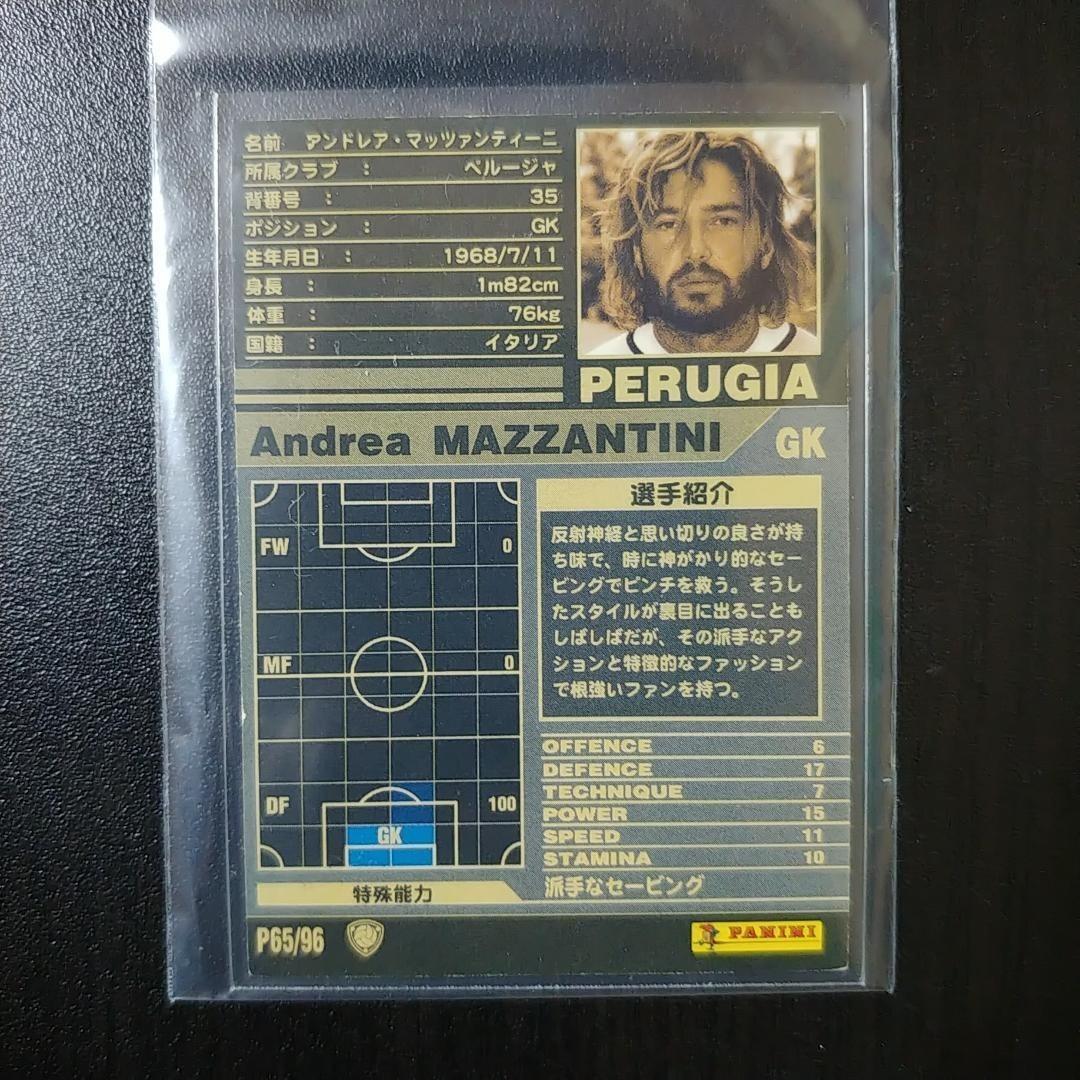 名前 アンドレア・マッツァンティーニ
所属クラブ : ペルージャ
背番号 : 35
ポジション : GK
生年月日 : 1968/7/11
身長 : 1m82cm
体重 : 76kg
国籍 : イタリア
PERUGIA
Andrea MAZZANTINI GK
FW 0
MF 0
DF 100
GK
選手紹介
反射神経と思い切りの良さが持
ち味で、時に神がかり的なセー
ビングでピンチを救う。そうし
たスタイルが裏目に出ることも
しばしばだが、その派手なアク
ションと特徴的なファッション
で根強いファンを持つ。
OFFENCE 6
DEFENCE 17
TECHNIQUE 7
POWER 15
SPEED 11
STAMINA 10
特殊能力 派手なセービング
P65/96
PANINI